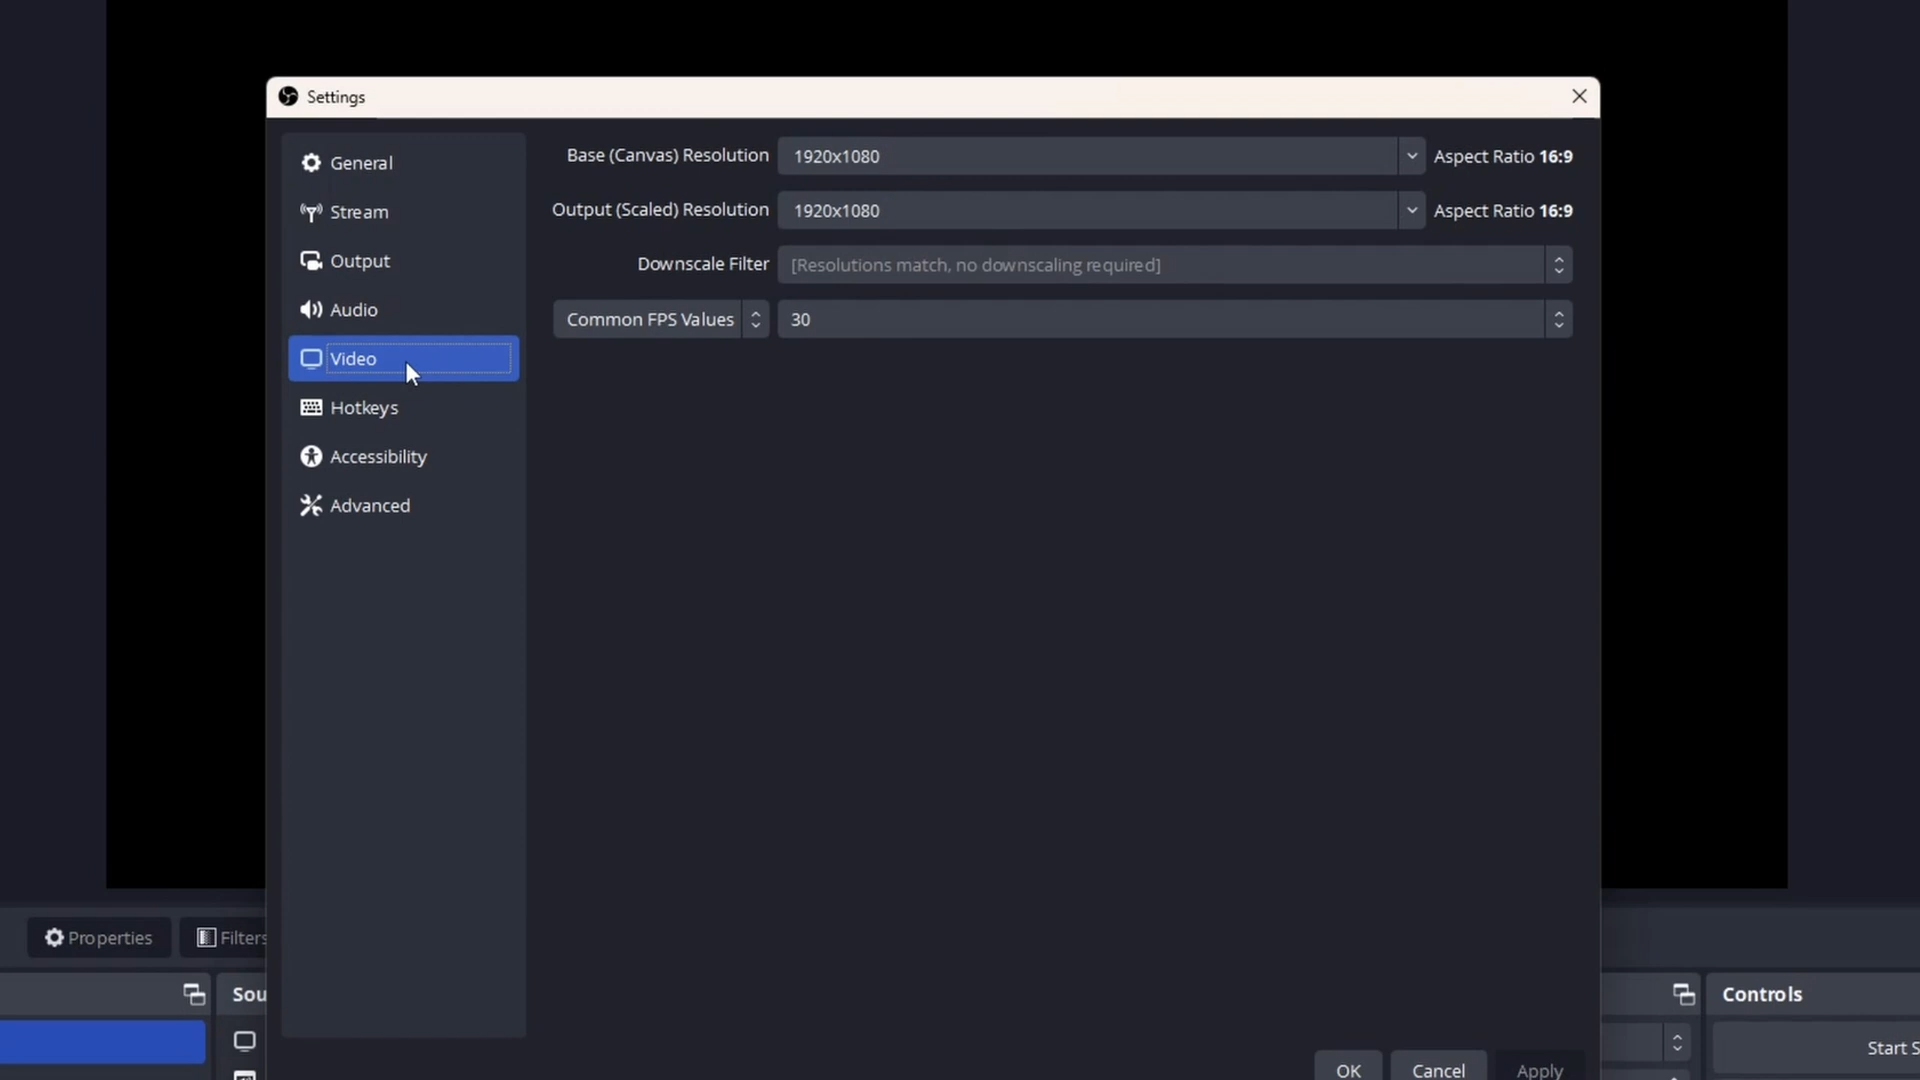 Settings
General
Stream
Output
Audio
Video
Hotkeys
Accessibility
Advanced
Base (Canvas) Resolution 1920x1080 Aspect Ratio 16:9
Output (Scaled) Resolution 1920x1080 Aspect Ratio 16:9
Downscale Filter [Resolutions match, no downscaling required]
Common FPS Values 30
OK Cancel Apply
Properties Filters
Sou
Controls
Start S